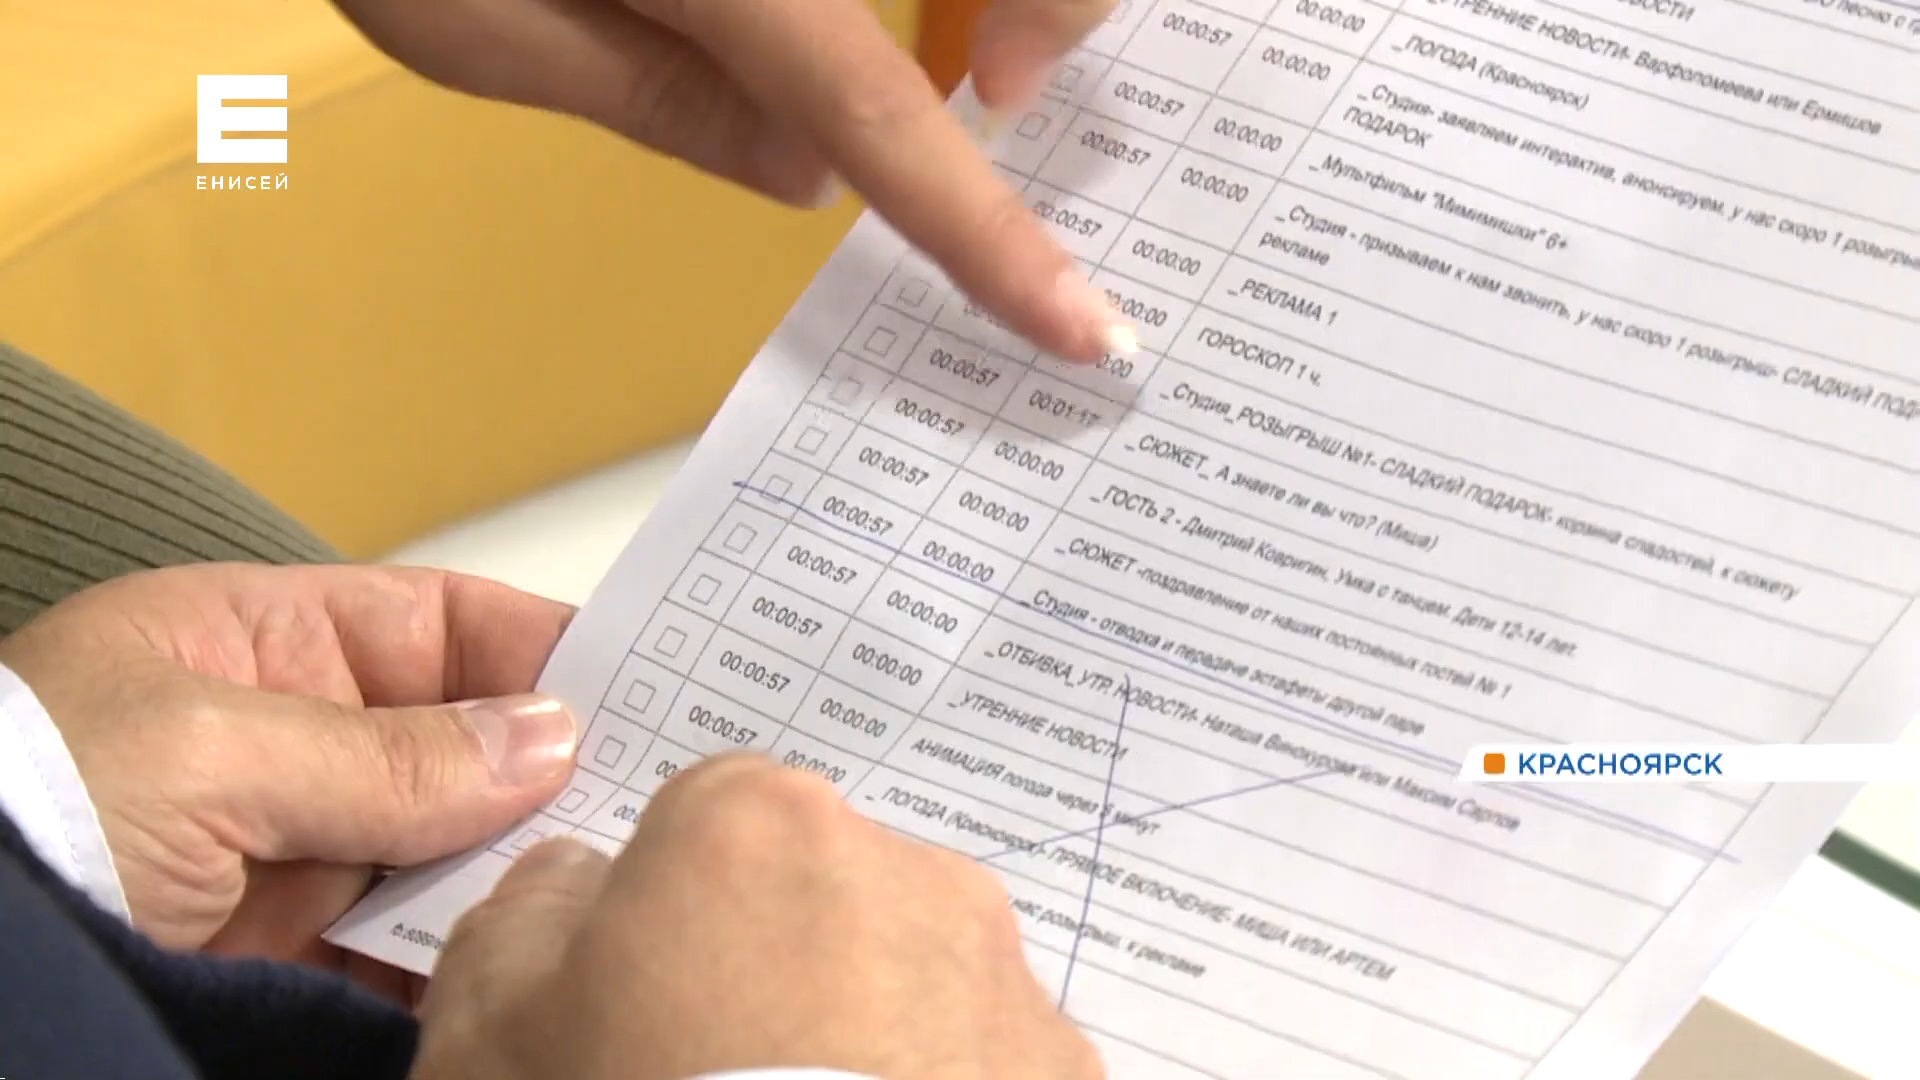 ЕНИСЕЙ
КРАСНОЯРСК
00:00:00
УТРЕННИЕ НОВОСТИ- Варфоломеева или Ермишов
00:00:57 00:00:00 _ПОГОДА (Красноярск)
00:00:57 00:00:00 _Студия- заявляем интерактив, анонсируем, у нас скоро 1 розыгрыш
ПОДАРОК
00:00:57 00:00:00 _Мультфильм "Мимимишки" 6+
00:00:57 00:00:00 _Студия - призываем к нам звонить, у нас скоро 1 розыгрыш- СЛАДКИЙ
рекламе
00:00:00 _РЕКЛАМА 1
ГОРОСКОП 1 ч.
00:00:57 00:01:17 _Студия_РОЗЫГРЫШ №1- СЛАДКИЙ ПОДАРОК- корзина сладостей, к сюжету
00:00:57 00:00:00 _СЮЖЕТ_ А знаете ли вы что? (Миша)
00:00:57 00:00:00 _ГОСТЬ 2 - Дмитрий Ковригин, Умка с танцем. Дети 12-14 лет.
00:00:57 00:00:00 _СЮЖЕТ -поздравление от наших постоянных гостей № 1
00:00:57 00:00:00 _Студия - отводка и передаче эстафеты другой паре
00:00:57 00:00:00 _ОТБИВКА_УТР. НОВОСТИ- Наташа Винокурова или Максим Сарпов
00:00:57 00:00:00 _УТРЕННИЕ НОВОСТИ
00:00:57 00:00:00 АНИМАЦИЯ погода через 5 минут
_ ПОГОДА (Красноярск)- ПРЯМОЕ ВКЛЮЧЕНИЕ- МИША ИЛИ АРТЕМ
нас розыгрыш, к рекламе